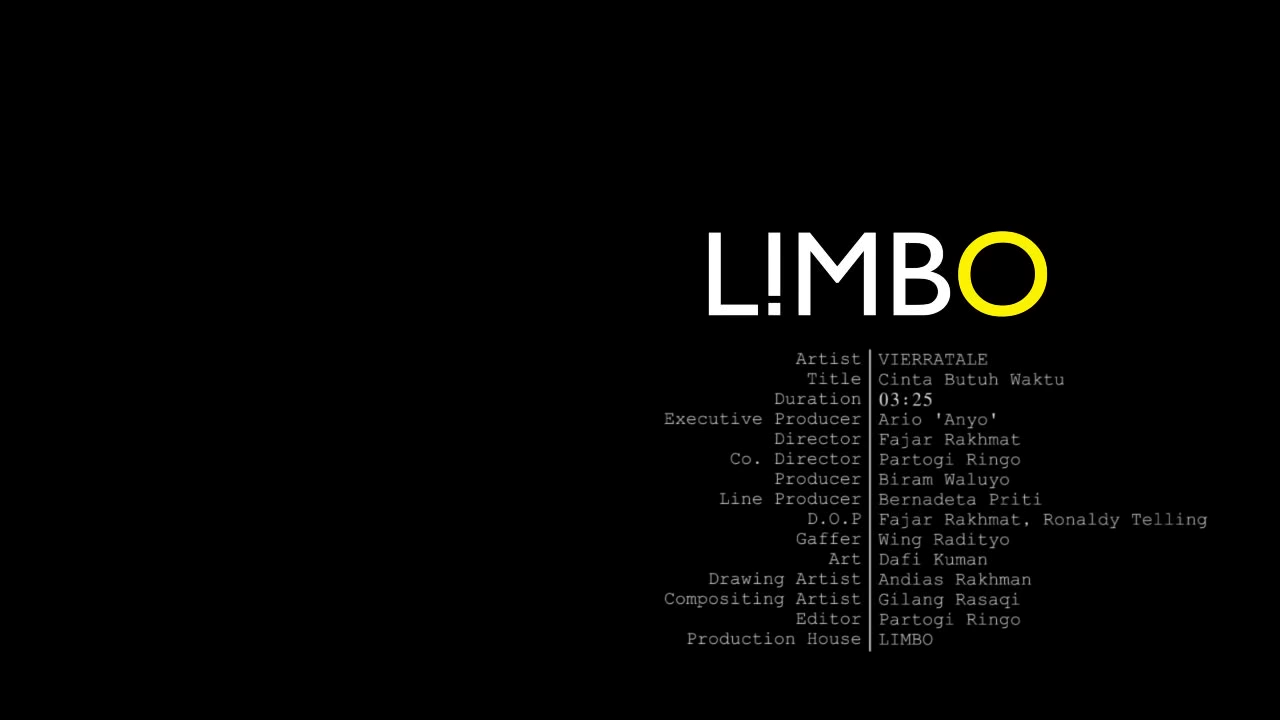 L!MBO
Artist VIERRATALE
Title Cinta Butuh Waktu
Duration 03:25
Executive Producer Ario 'Anyo'
Director Fajar Rakhmat
Co. Director Partogi Ringo
Producer Biram Waluyo
Line Producer Bernadeta Priti
D.O.P Fajar Rakhmat, Ronaldy Telling
Gaffer Wing Radityo
Art Dafi Kuman
Drawing Artist Andias Rakhman
Compositing Artist Gilang Rasaqi
Editor Partogi Ringo
Production House LIMBO